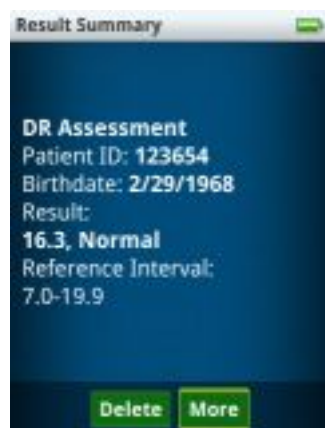 Result Summary
DR Assessment
Patient ID: 123654
Birthdate: 2/29/1968
Result:
16.3, Normal
Reference Interval:
7.0-19.9
Delete More